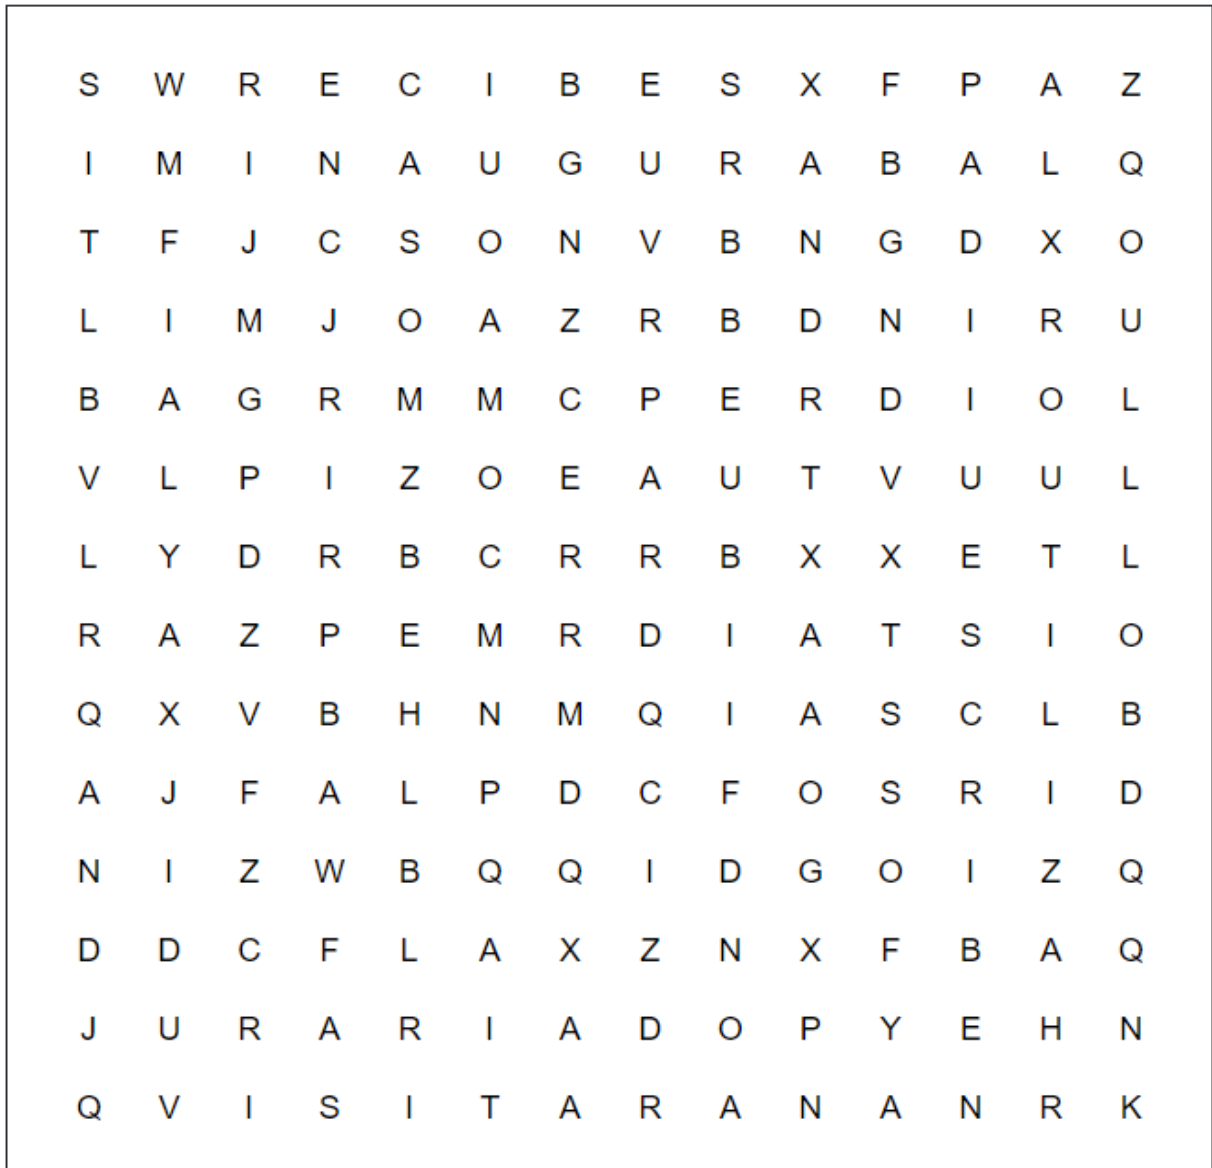 S W R E C I B E S X F P A Z
I M I N A U G U R A B A L Q
T F J C S O N V B N G D X O
L I M J O A Z R B D N I R U
B A G R M M C P E R D I O L
V L P I Z O E A U T V U U L
L Y D R B C R R B X X E T L
R A Z P E M R D I A T S I O
Q X V B H N M Q I A S C L B
A J F A L P D C F O S R I D
N I Z W B Q Q I D G O I Z Q
D D C F L A X Z N X F B A Q
J U R A R I A D O P Y E H N
Q V I S I T A R A N A N R K